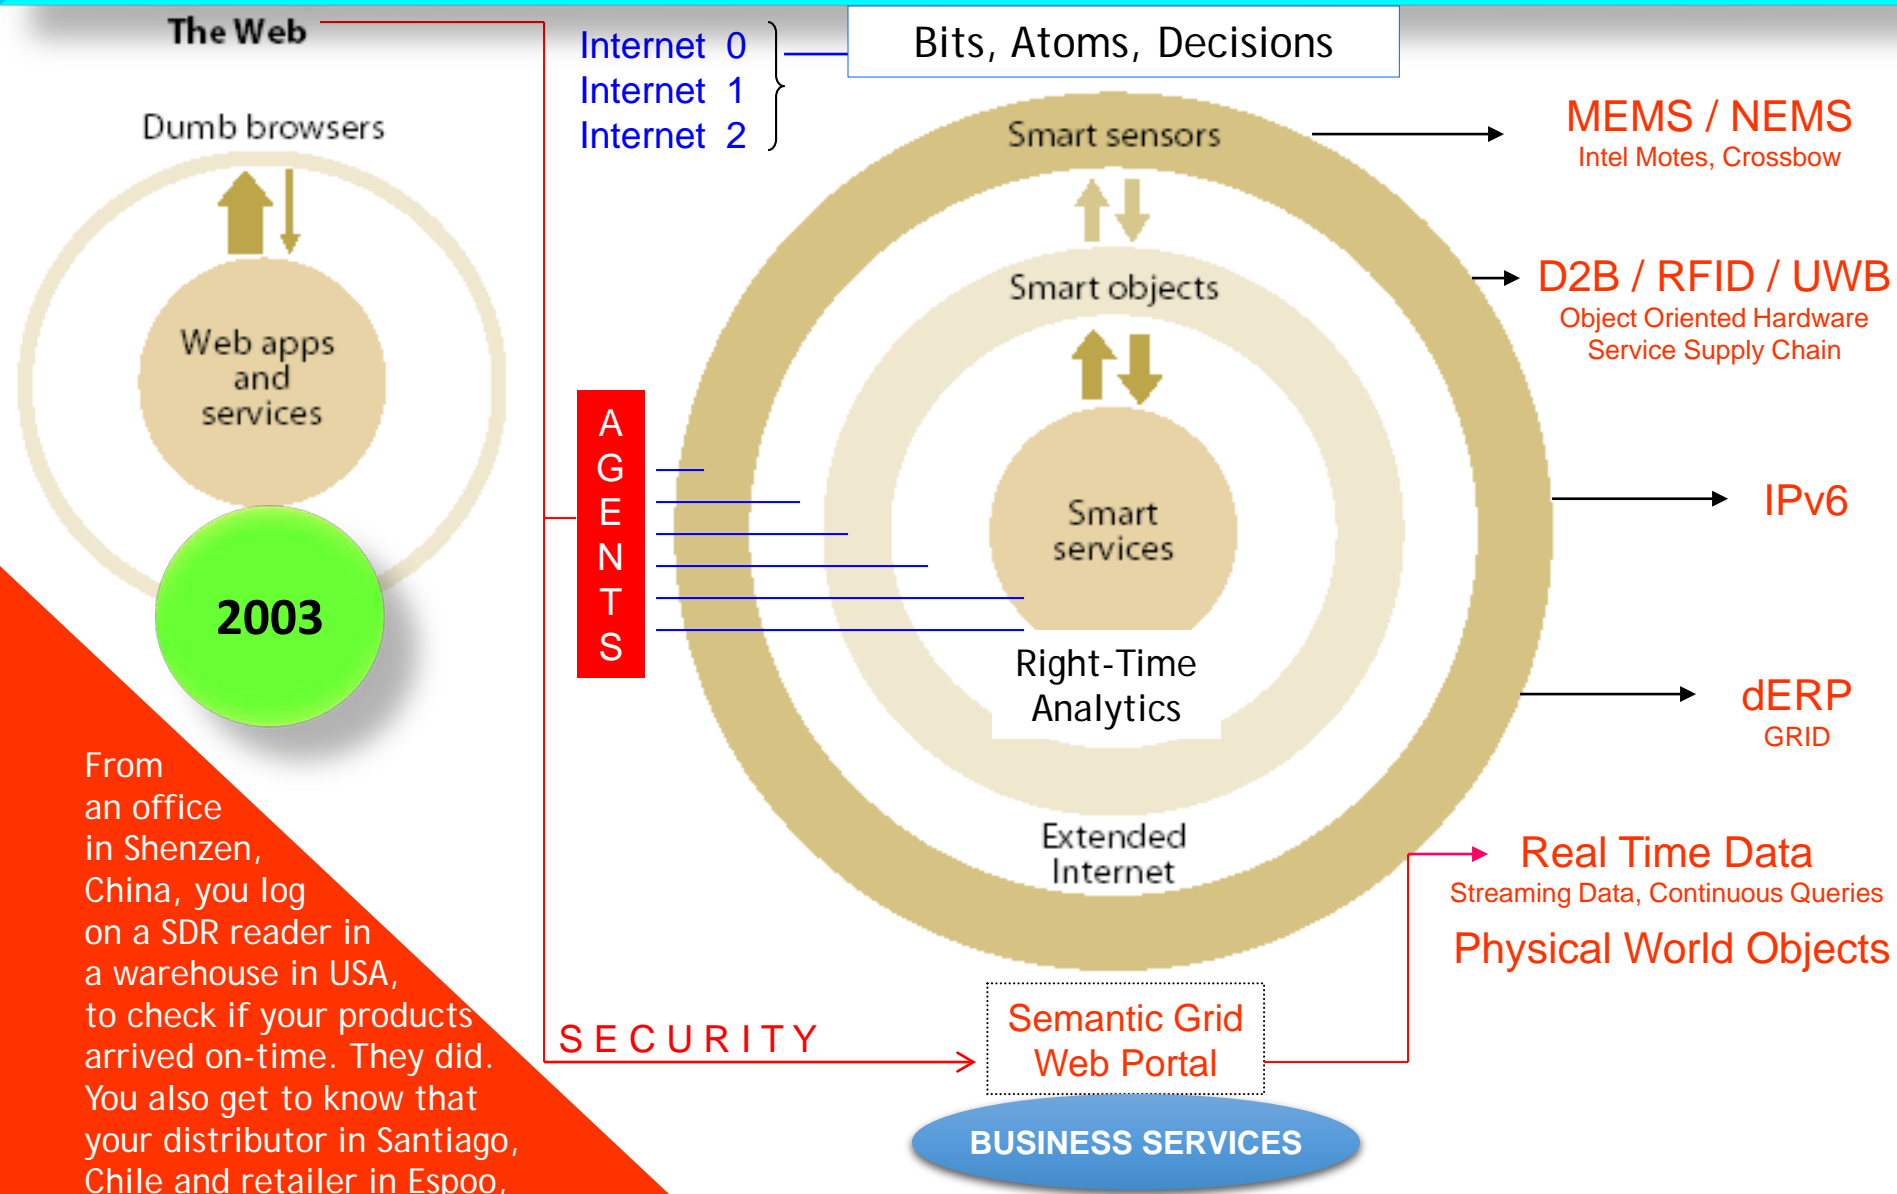 The Web
Dumb browsers
Web apps
and
services
2003
From
an office
in Shenzen,
China, you log
on a SDR reader in
a warehouse in USA,
to check if your products
arrived on-time. They did.
You also get to know that
your distributor in Santiago,
Chile and retailer in Espoo,
Internet 0
Internet 1
Internet 2
Bits, Atoms, Decisions
A
G
E
N
T
S
Smart sensors
Smart objects
Smart
services
Right-Time
Analytics
Extended
Internet
MEMS / NEMS
Intel Motes, Crossbow
D2B / RFID / UWB
Object Oriented Hardware
Service Supply Chain
IPv6
dERP
GRID
Real Time Data
Streaming Data, Continuous Queries
Physical World Objects
S E C U R I T Y
Semantic Grid
Web Portal
BUSINESS SERVICES